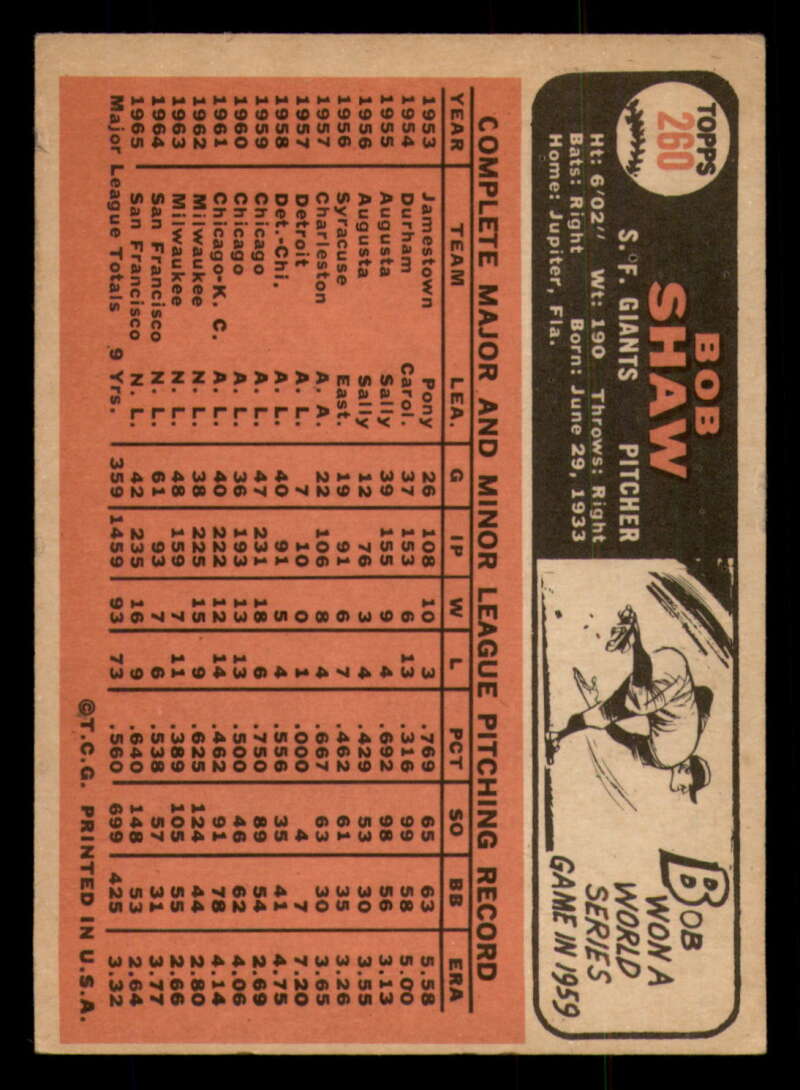 TOPPS
260
BOB
SHAW
S. F. GIANTS PITCHER
Ht: 6'02" Wt: 190 Throws: Right
Bats: Right Born: June 29, 1933
Home: Jupiter, Fla.
BOB
WON A
WORLD
SERIES
GAME IN 1959
COMPLETE MAJOR AND MINOR LEAGUE PITCHING RECORD
YEAR TEAM LEA. G IP W L PCT SO BB ERA
1953 Jamestown Pony 26 108 10 3 .769 65 63 5.58
1954 Durham Carol. 37 153 6 13 .316 99 58 5.00
1955 Augusta Sally 39 155 9 4 .692 98 56 3.13
1956 Augusta Sally 12 76 3 4 .429 53 30 3.55
1956 Syracuse East. 19 91 6 7 .462 61 35 3.26
1957 Charleston A. A. 22 106 8 4 .667 63 30 3.65
1957 Detroit A. L. 7 10 0 1 .000 4 7 7.20
1958 Det.-Chi. A. L. 40 91 5 4 .556 35 41 4.75
1959 Chicago A. L. 47 231 18 6 .750 89 54 2.69
1960 Chicago A. L. 36 193 13 13 .500 46 62 4.06
1961 Chicago-K. C. A. L. 40 222 12 14 .462 91 78 4.14
1962 Milwaukee N. L. 38 225 15 9 .625 124 44 2.80
1963 Milwaukee N. L. 48 159 7 11 .389 105 55 2.66
1964 San Francisco N. L. 61 93 7 6 .538 57 31 3.77
1965 San Francisco N. L. 42 235 16 9 .640 148 53 2.64
Major League Totals 9 Yrs. 359 1459 93 73 .560 699 425 3.32
©T.C.G. PRINTED IN U.S.A.